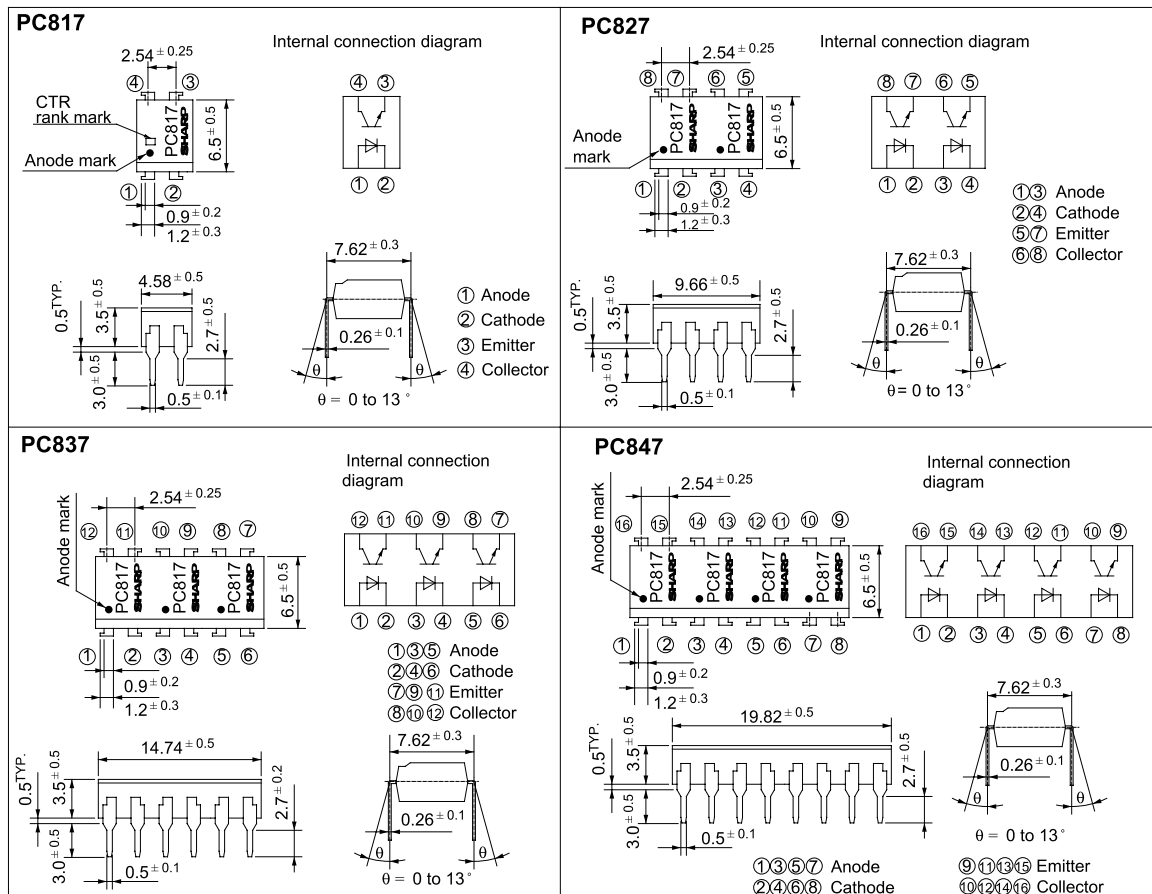 PC817
Internal connection diagram
2.54 ± 0.25
④ ③
④ ③
CTR
rank mark
PC817
SHARP
6.5 ± 0.5
Anode mark
① ②
① ②
0.9 ± 0.2
1.2 ± 0.3
4.58 ± 0.5
7.62 ± 0.3
0.5 TYP.
3.5 ± 0.5
2.7 ± 0.5
3.0 ± 0.5
0.5 ± 0.1
0.26 ± 0.1
θ θ
θ = 0 to 13 °
① Anode
② Cathode
③ Emitter
④ Collector
PC827
Internal connection diagram
2.54 ± 0.25
⑧ ⑦ ⑥ ⑤
⑧ ⑦ ⑥ ⑤
Anode
mark
PC817
SHARP
PC817
SHARP
6.5 ± 0.5
① ② ③ ④
① ② ③ ④
0.9 ± 0.2
1.2 ± 0.3
①③ Anode
②④ Cathode
⑤⑦ Emitter
⑥⑧ Collector
9.66 ± 0.5
7.62 ± 0.3
0.5 TYP.
3.5 ± 0.5
2.7 ± 0.5
3.0 ± 0.5
0.5 ± 0.1
0.26 ± 0.1
θ θ
θ = 0 to 13 °
PC837
Internal connection
diagram
2.54 ± 0.25
Anode mark
⑫ ⑪ ⑩ ⑨ ⑧ ⑦
⑫ ⑪ ⑩ ⑨ ⑧ ⑦
PC817
SHARP
PC817
SHARP
PC817
SHARP
6.5 ± 0.5
① ② ③ ④ ⑤ ⑥
① ② ③ ④ ⑤ ⑥
0.9 ± 0.2
1.2 ± 0.3
①③⑤ Anode
②④⑥ Cathode
⑦⑨⑪ Emitter
⑧⑩⑫ Collector
14.74 ± 0.5
7.62 ± 0.3
0.5 TYP.
3.5 ± 0.5
2.7 ± 0.2
3.0 ± 0.5
0.5 ± 0.1
0.26 ± 0.1
θ θ
θ = 0 to 13 °
PC847
Internal connection
diagram
2.54 ± 0.25
Anode mark
⑯ ⑮ ⑭ ⑬ ⑫ ⑪ ⑩ ⑨
⑯ ⑮ ⑭ ⑬ ⑫ ⑪ ⑩ ⑨
PC817
SHARP
PC817
SHARP
PC817
SHARP
PC817
SHARP
6.5 ± 0.5
① ② ③ ④ ⑤ ⑥ ⑦ ⑧
① ② ③ ④ ⑤ ⑥ ⑦ ⑧
0.9 ± 0.2
1.2 ± 0.3
19.82 ± 0.5
7.62 ± 0.3
0.5 TYP.
3.5 ± 0.5
2.7 ± 0.5
3.0 ± 0.5
0.5 ± 0.1
0.26 ± 0.1
θ θ
θ = 0 to 13 °
①③⑤⑦ Anode
②④⑥⑧ Cathode
⑨⑪⑬⑮ Emitter
⑩⑫⑭⑯ Collector